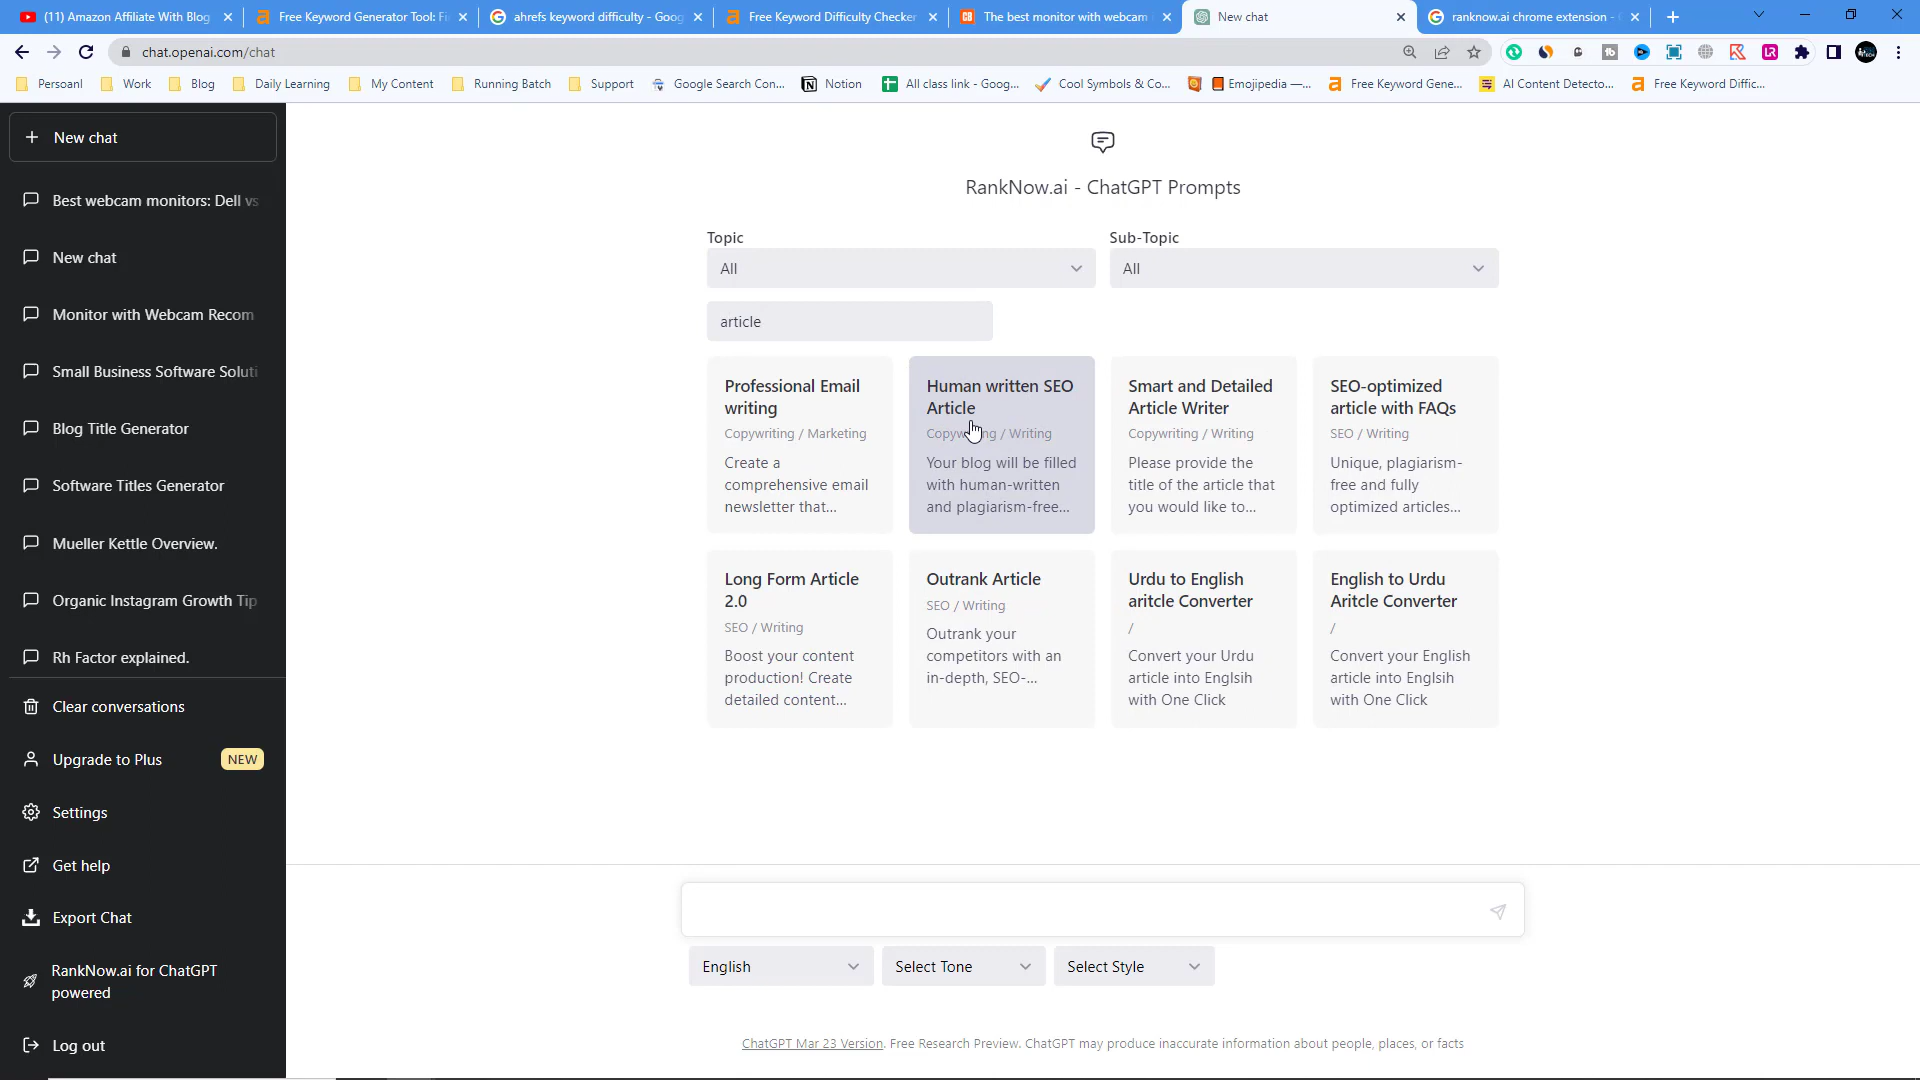 (11) Amazon Affiliate With Blog
Free Keyword Generator Tool: Fi
ahrefs keyword difficulty - Goog
Free Keyword Difficulty Checker
The best monitor with webcam
New chat
ranknow.ai chrome extension -
chat.openai.com/chat
Persoanl
Work
Blog
Daily Learning
My Content
Running Batch
Support
Google Search Con...
Notion
All class link - Goog...
Cool Symbols & Co...
Emojipedia —...
Free Keyword Gene...
AI Content Detecto...
Free Keyword Diffic...
New chat
Best webcam monitors: Dell vs
New chat
Monitor with Webcam Recom
Small Business Software Soluti
Blog Title Generator
Software Titles Generator
Mueller Kettle Overview.
Organic Instagram Growth Tip
Rh Factor explained.
Clear conversations
Upgrade to Plus
NEW
Settings
Get help
Export Chat
RankNow.ai for ChatGPT
powered
Log out
RankNow.ai - ChatGPT Prompts
Topic
Sub-Topic
All
All
article
Professional Email
writing
Copywriting / Marketing
Create a
comprehensive email
newsletter that...
Human written SEO
Article
Copywriting / Writing
Your blog will be filled
with human-written
and plagiarism-free...
Smart and Detailed
Article Writer
Copywriting / Writing
Please provide the
title of the article that
you would like to...
SEO-optimized
article with FAQs
SEO / Writing
Unique, plagiarism-
free and fully
optimized articles...
Long Form Article
2.0
SEO / Writing
Boost your content
production! Create
detailed content...
Outrank Article
SEO / Writing
Outrank your
competitors with an
in-depth, SEO-...
Urdu to English
aritcle Converter
/
Convert your Urdu
article into Englsih
with One Click
English to Urdu
Aritcle Converter
/
Convert your English
article into Englsih
with One Click
English
Select Tone
Select Style
ChatGPT Mar 23 Version. Free Research Preview. ChatGPT may produce inaccurate information about people, places, or facts